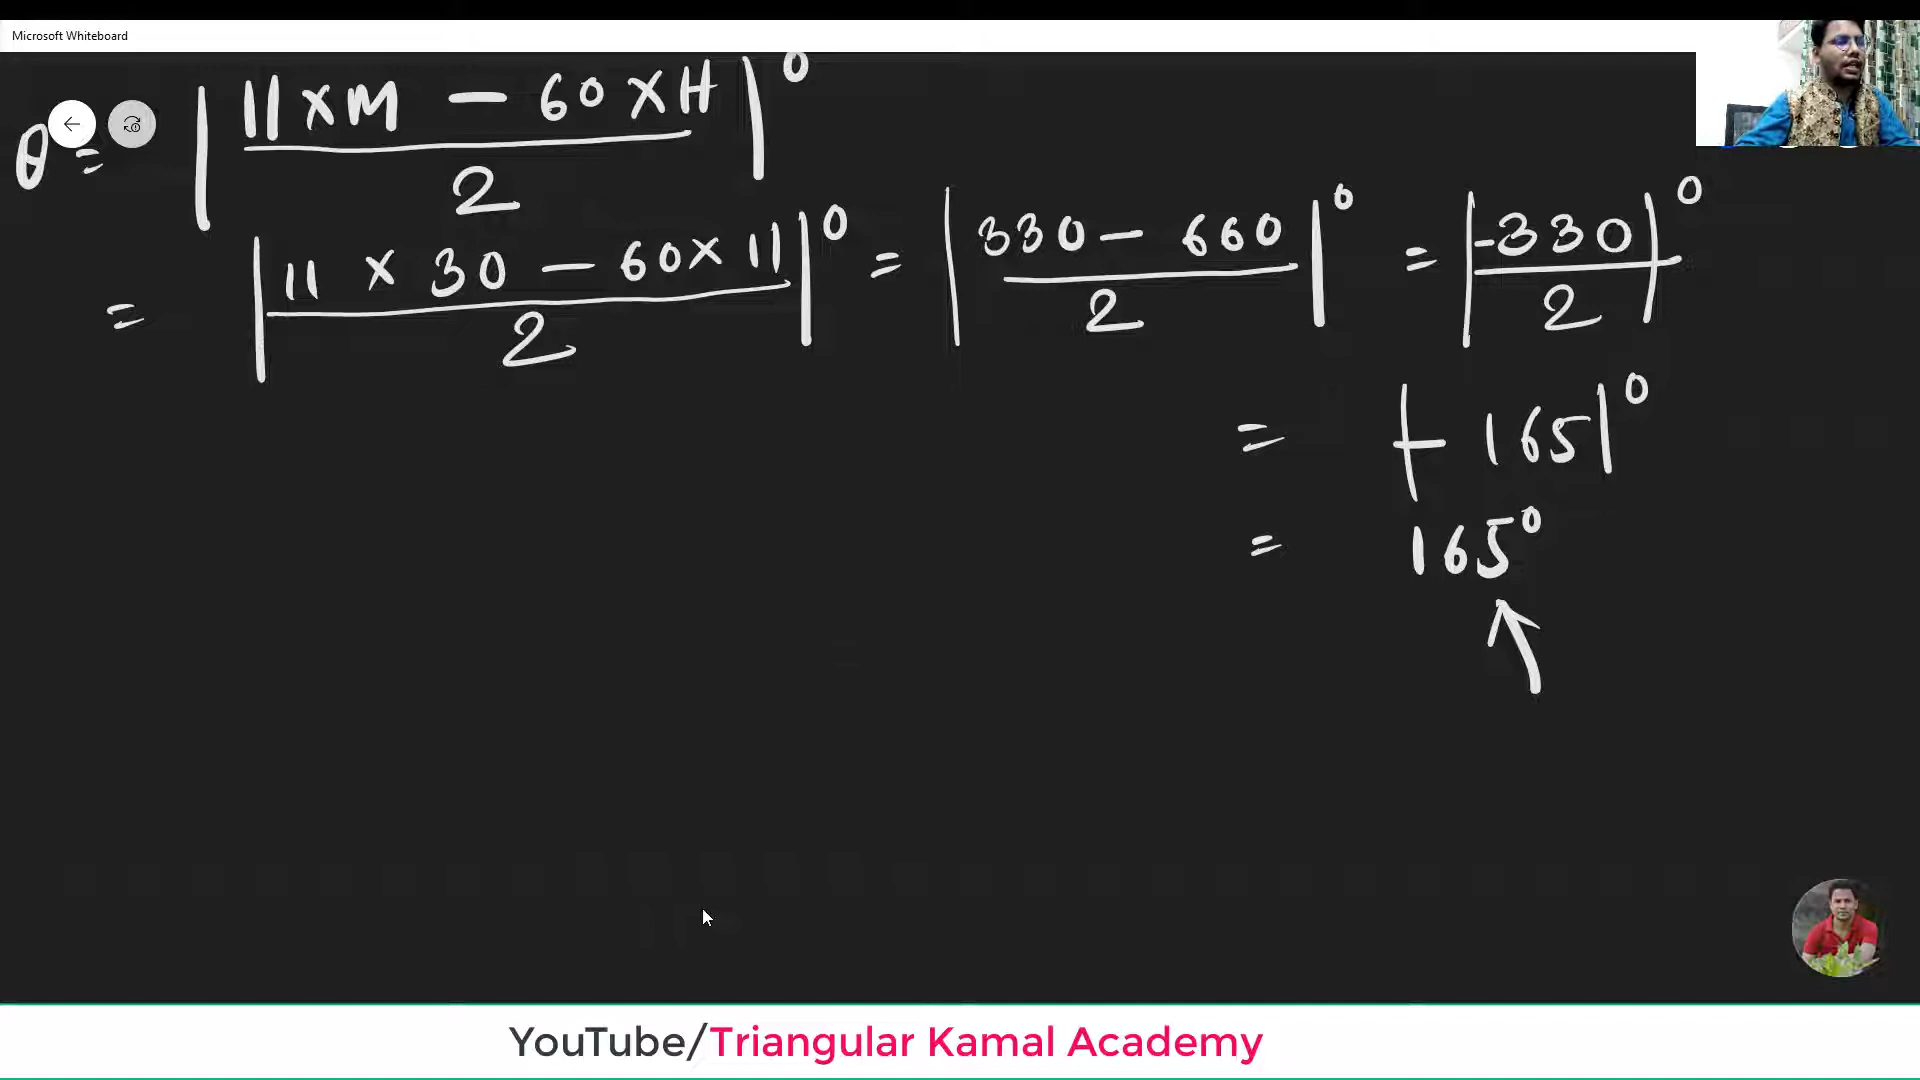 Microsoft Whiteboard
θ = | (11 × M − 60 × H) / 2 |°
= | (11 × 30 − 60 × 11) / 2 |° = | (330 − 660) / 2 |° = | −330 / 2 |°
= |− 165|°
= 165°
YouTube/Triangular Kamal Academy